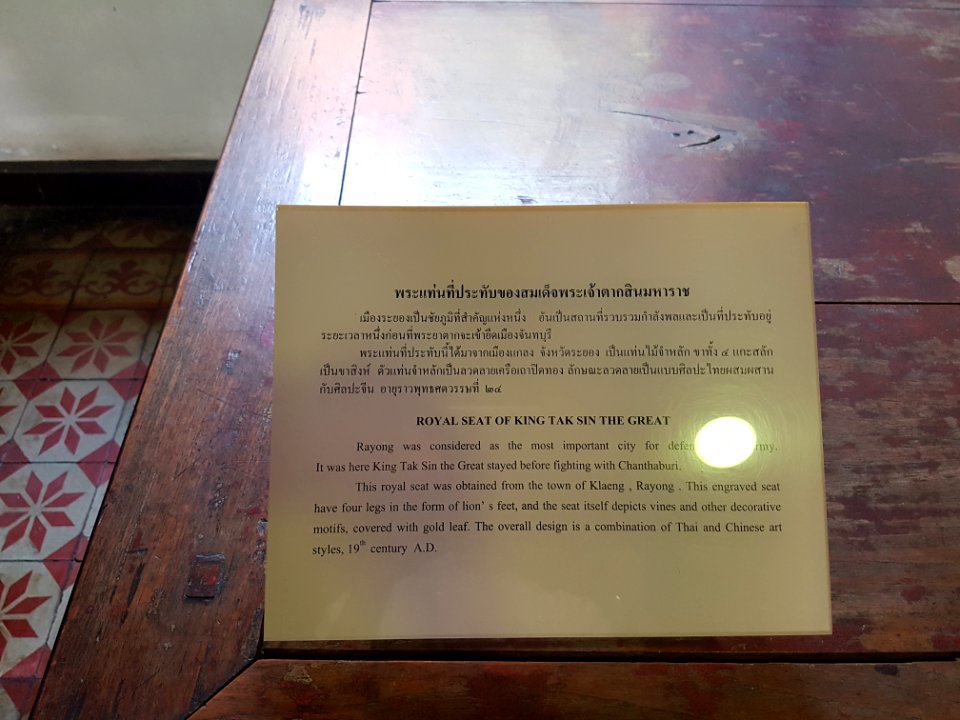 พระแท่นที่ประทับของสมเด็จพระเจ้าตากสินมหาราช
เมืองระยองเป็นชัยภูมิที่สำคัญแห่งหนึ่ง อันเป็นสถานที่รวบรวมกำลังพลและเป็นที่ประทับอยู่
ระยะเวลาหนึ่งก่อนที่พระยาตากจะเข้ายึดเมืองจันทบุรี
พระแท่นที่ประทับนี้ได้มาจากเมืองแกลง จังหวัดระยอง เป็นแท่นไม้จำหลัก ขาทั้ง ๔ แกะสลัก
เป็นขาสิงห์ ตัวแท่นจำหลักเป็นลวดลายเครือเถาปิดทอง ลักษณะลวดลายเป็นแบบศิลปะไทยผสมผสาน
กับศิลปะจีน อายุราวพุทธศตวรรษที่ ๒๔
ROYAL SEAT OF KING TAK SIN THE GREAT
Rayong was considered as the most important city for
It was here King Tak Sin the Great stayed before fighting with Chanthaburi.
This royal seat was obtained from the town of Klaeng , Rayong . This engraved seat
have four legs in the form of lion' s feet, and the seat itself depicts vines and other decorative
motifs, covered with gold leaf. The overall design is a combination of Thai and Chinese art
styles, 19th century A.D.